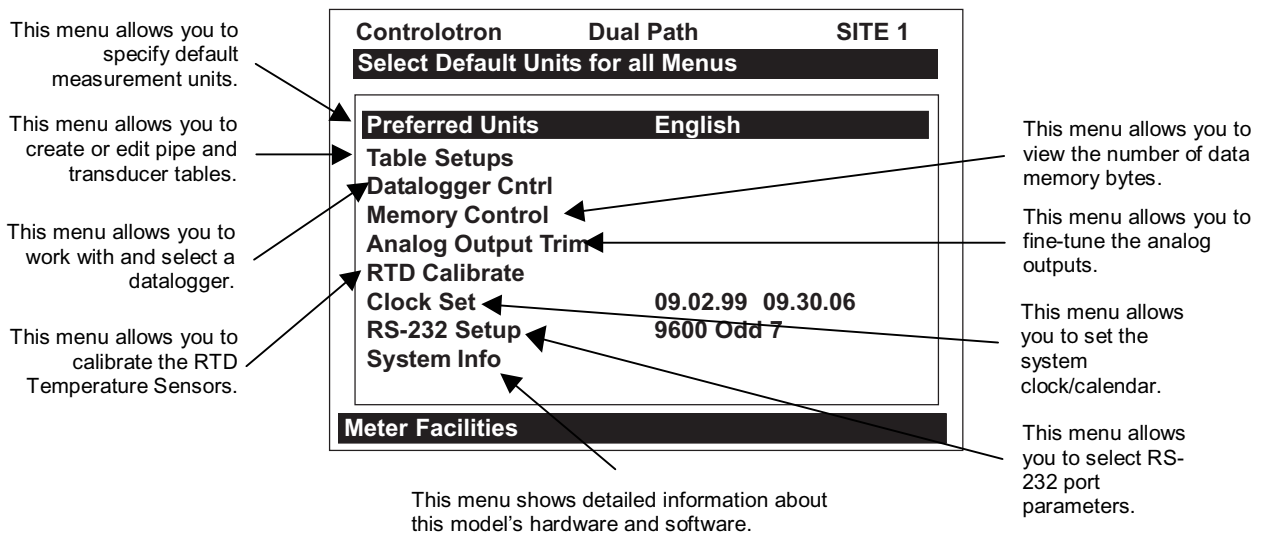 This menu allows you to
specify default
measurement units.
This menu allows you to
create or edit pipe and
transducer tables.
This menu allows you to
work with and select a
datalogger.
This menu allows you to
calibrate the RTD
Temperature Sensors.
Controlotron Dual Path SITE 1
Select Default Units for all Menus
Preferred Units English
Table Setups
Datalogger Cntrl
Memory Control
Analog Output Trim
RTD Calibrate
Clock Set 09.02.99 09.30.06
RS-232 Setup 9600 Odd 7
System Info
Meter Facilities
This menu allows you to
view the number of data
memory bytes.
This menu allows you to
fine-tune the analog
outputs.
This menu allows
you to set the
system
clock/calendar.
This menu allows
you to select RS-
232 port
parameters.
This menu shows detailed information about
this model's hardware and software.